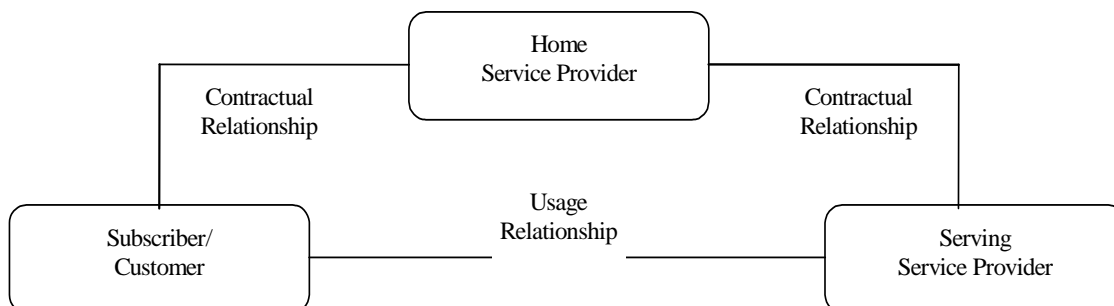 Home
Service Provider
Contractual
Relationship
Contractual
Relationship
Usage
Relationship
Subscriber/
Customer
Serving
Service Provider